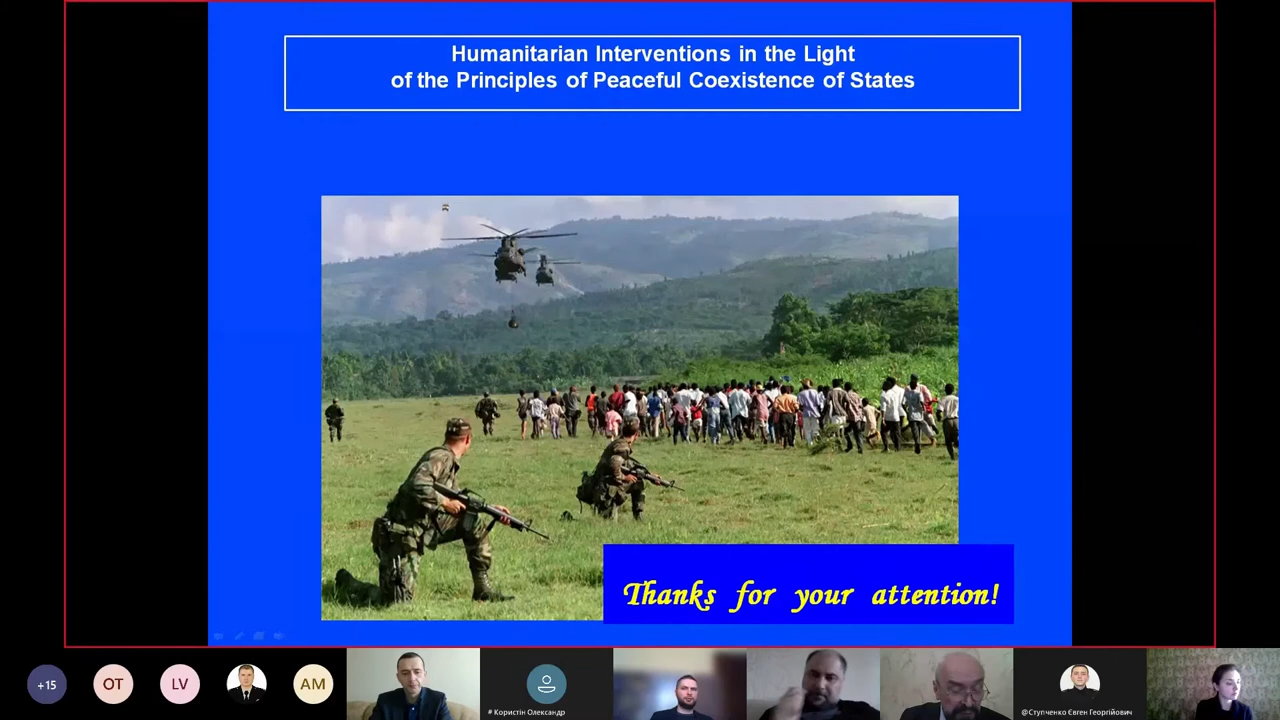 Humanitarian Interventions in the Light
of the Principles of Peaceful Coexistence of States
Thanks for your attention!
+15
OT
LV
AM
# Користін Олександр
@Ступченко Євген Георгійович